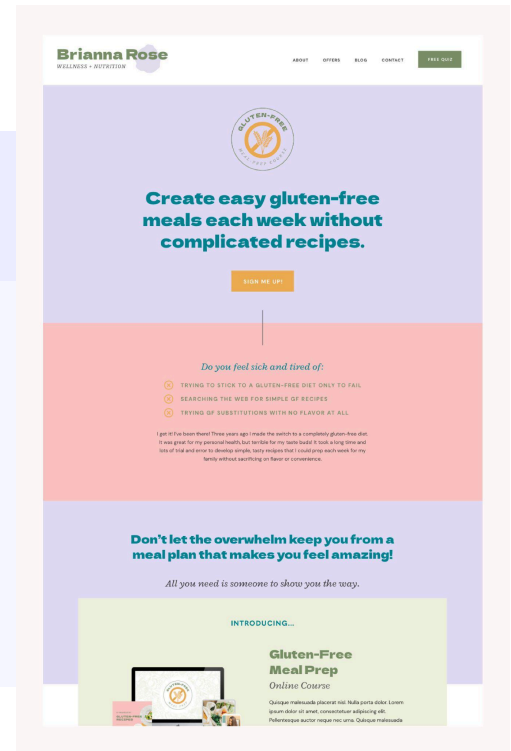 Brianna Rose
WELLNESS + NUTRITION
ABOUT OFFERS BLOG CONTACT FREE QUIZ
GLUTEN-FREE
MEAL PREP COURSE
Create easy gluten-free
meals each week without
complicated recipes.
SIGN ME UP!
Do you feel sick and tired of:
TRYING TO STICK TO A GLUTEN-FREE DIET ONLY TO FAIL
SEARCHING THE WEB FOR SIMPLE GF RECIPES
TRYING GF SUBSTITUTIONS WITH NO FLAVOR AT ALL
I get it! I've been there! Three years ago I made the switch to a completely gluten-free diet.
It was great for my personal health, but terrible for my taste buds! It took a long time and
lots of trial and error to develop simple, tasty recipes that I could prep each week for my
family without sacrificing on flavor or convenience.
Don't let the overwhelm keep you from a
meal plan that makes you feel amazing!
All you need is someone to show you the way.
INTRODUCING...
Gluten-Free
Meal Prep
Online Course
Quisque malesuada placerat nisl. Nulla porta dolor. Lorem
ipsum dolor sit amet, consectetuer adipiscing elit.
Pellentesque auctor neque nec urna. Quisque malesuada
GLUTEN-FREE